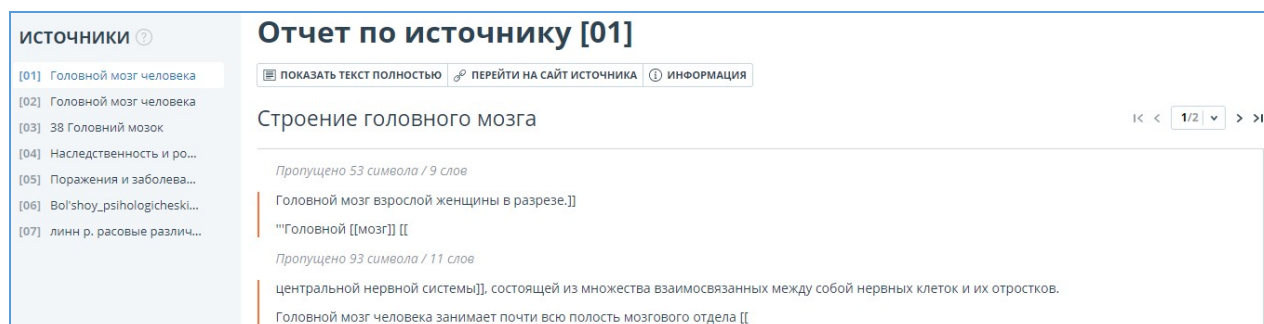 ИСТОЧНИКИ ?
[01] Головной мозг человека
[02] Головной мозг человека
[03] 38 Головний мозок
[04] Наследственность и ро...
[05] Поражения и заболева...
[06] Bol'shoy_psihologicheski...
[07] линн р. расовые различ...
Отчет по источнику [01]
ПОКАЗАТЬ ТЕКСТ ПОЛНОСТЬЮ ПЕРЕЙТИ НА САЙТ ИСТОЧНИКА ИНФОРМАЦИЯ
Строение головного мозга
1/2
Пропущено 53 символа / 9 слов
Головной мозг взрослой женщины в разрезе.]]
'''Головной [[мозг]] [[
Пропущено 93 символа / 11 слов
центральной нервной системы]], состоящей из множества взаимосвязанных между собой нервных клеток и их отростков.
Головной мозг человека занимает почти всю полость мозгового отдела [[